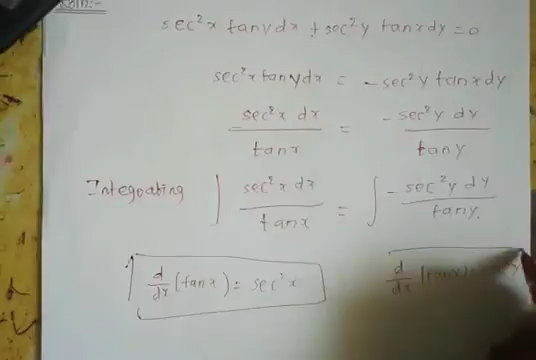 Soln:-
sec²x tany dx + sec²y tanx dy = 0
sec²x tany dx = - sec²y tanx dy
- sec²x dx / tanx = - sec²y dy / tany
Integrating ∫ sec²x dx / tanx = ∫ - sec²y dy / tany.
d/dx (tanx) = sec²x d/dx (tanx) =